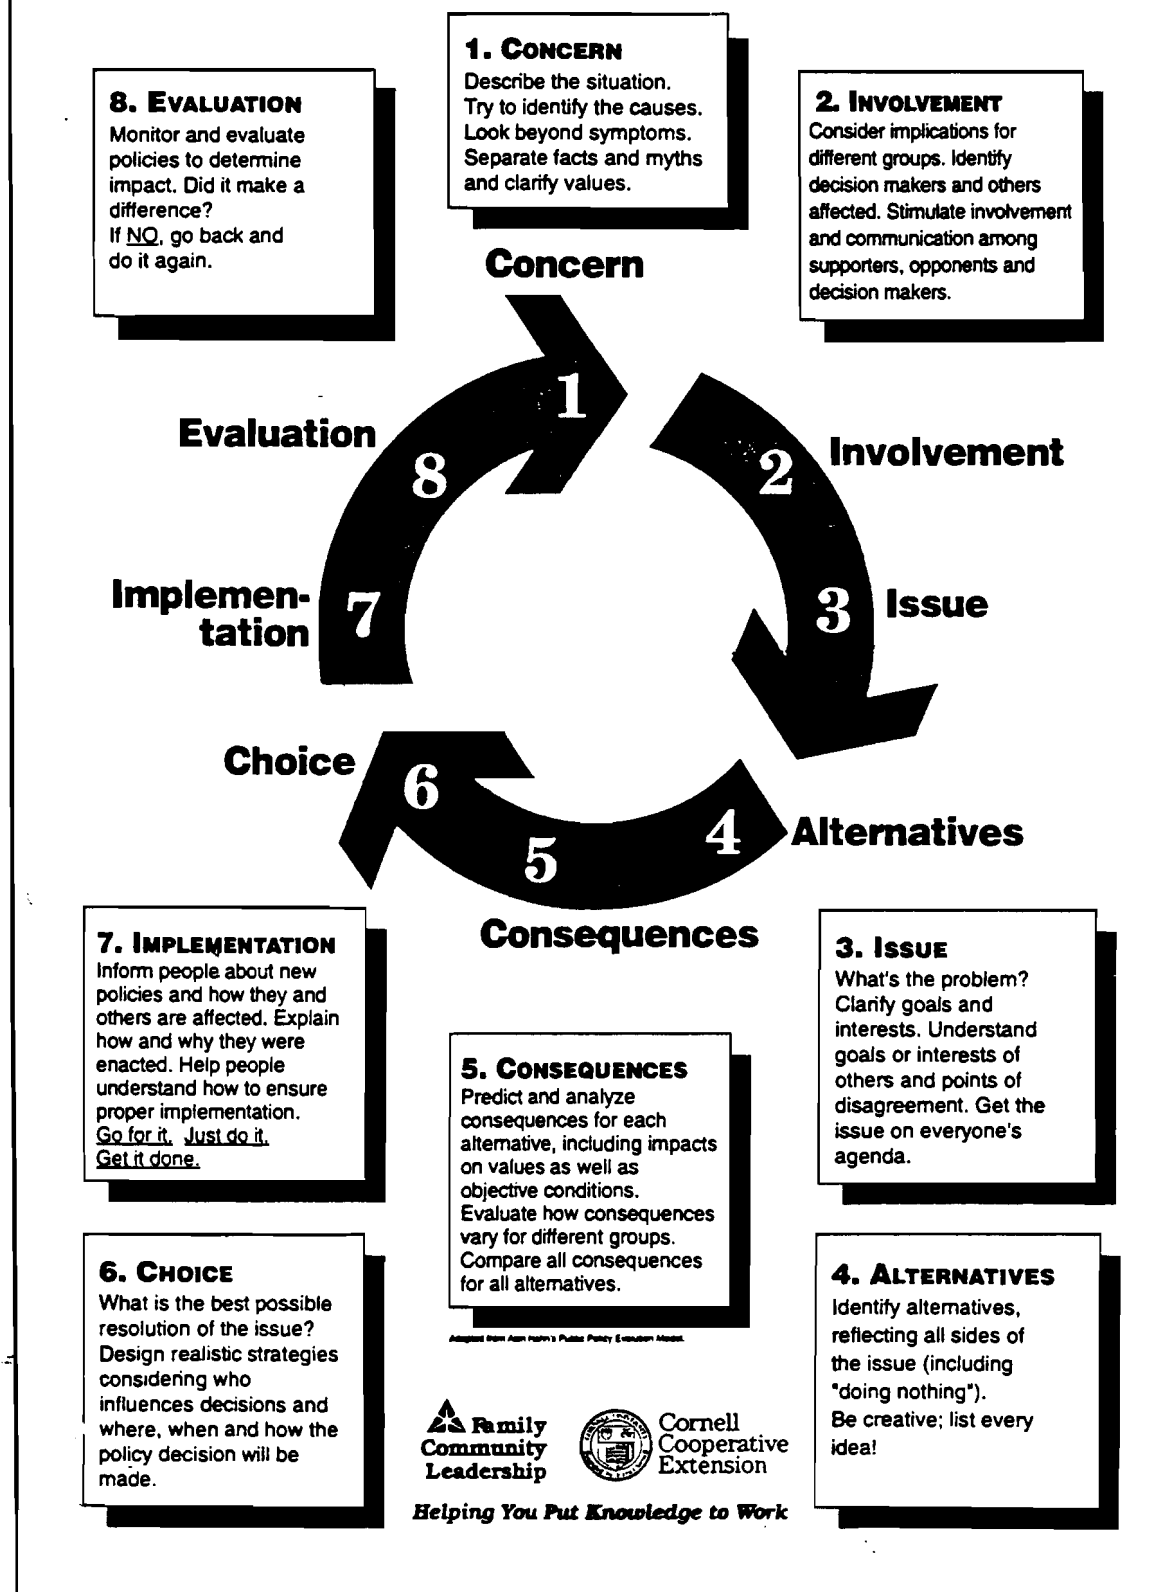 1. CONCERN
Describe the situation.
Try to identify the causes.
Look beyond symptoms.
Separate facts and myths
and clarify values.
8. EVALUATION
Monitor and evaluate
policies to determine
impact. Did it make a
difference?
If NO, go back and
do it again.
2. INVOLVEMENT
Consider implications for
different groups. Identify
decision makers and others
affected. Stimulate involvement
and communication among
supporters, opponents and
decision makers.
Concern
1
Evaluation
8
2
Involvement
Implemen-
tation
7
3
Issue
Choice
6
5
4
Alternatives
Consequences
7. IMPLEMENTATION
Inform people about new
policies and how they and
others are affected. Explain
how and why they were
enacted. Help people
understand how to ensure
proper implementation.
Go for it. Just do it.
Get it done.
3. ISSUE
What's the problem?
Clarify goals and
interests. Understand
goals or interests of
others and points of
disagreement. Get the
issue on everyone's
agenda.
5. CONSEQUENCES
Predict and analyze
consequences for each
alternative, including impacts
on values as well as
objective conditions.
Evaluate how consequences
vary for different groups.
Compare all consequences
for all alternatives.
6. CHOICE
What is the best possible
resolution of the issue?
Design realistic strategies
considering who
influences decisions and
where, when and how the
policy decision will be
made.
4. ALTERNATIVES
Identify alternatives,
reflecting all sides of
the issue (including
"doing nothing").
Be creative; list every
idea!
Adapted from Hahn's Public Policy Evolution Model.
Family
Community
Leadership
Cornell
Cooperative
Extension
Helping You Put Knowledge to Work